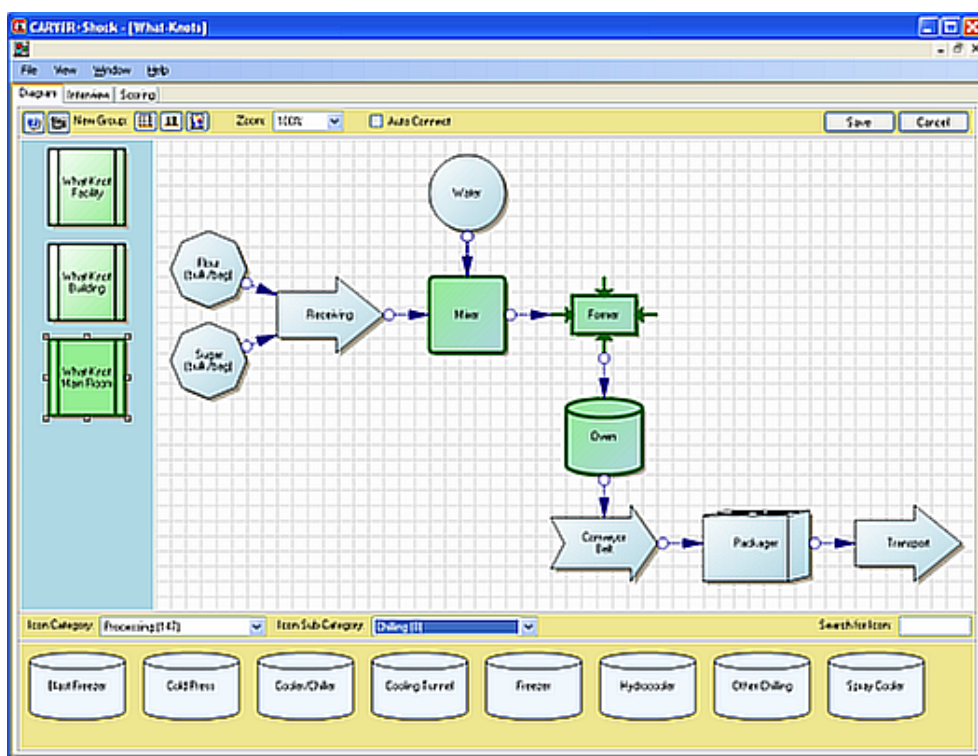 CARVER+Shock - [What-Knots]
File View Window Help
Diagram Interview Scoring
New Group: Zoom: 100% Auto Connect Save Cancel
What Knot
Facility
What Knot
Building
What Knot
Main Room
Water
Flour
(bulk/bag)
Receiving
Mixer
Former
Sugar
(bulk/bag)
Oven
Conveyor
Belt
Packager
Transport
Icon Category: Processing (147) Icon Sub Category: Chilling Search for Icon:
Blast Freezer Cold Press Cooler/Chiller Cooling Tunnel Freezer Hydrocooler Other Chilling Spray Cooler